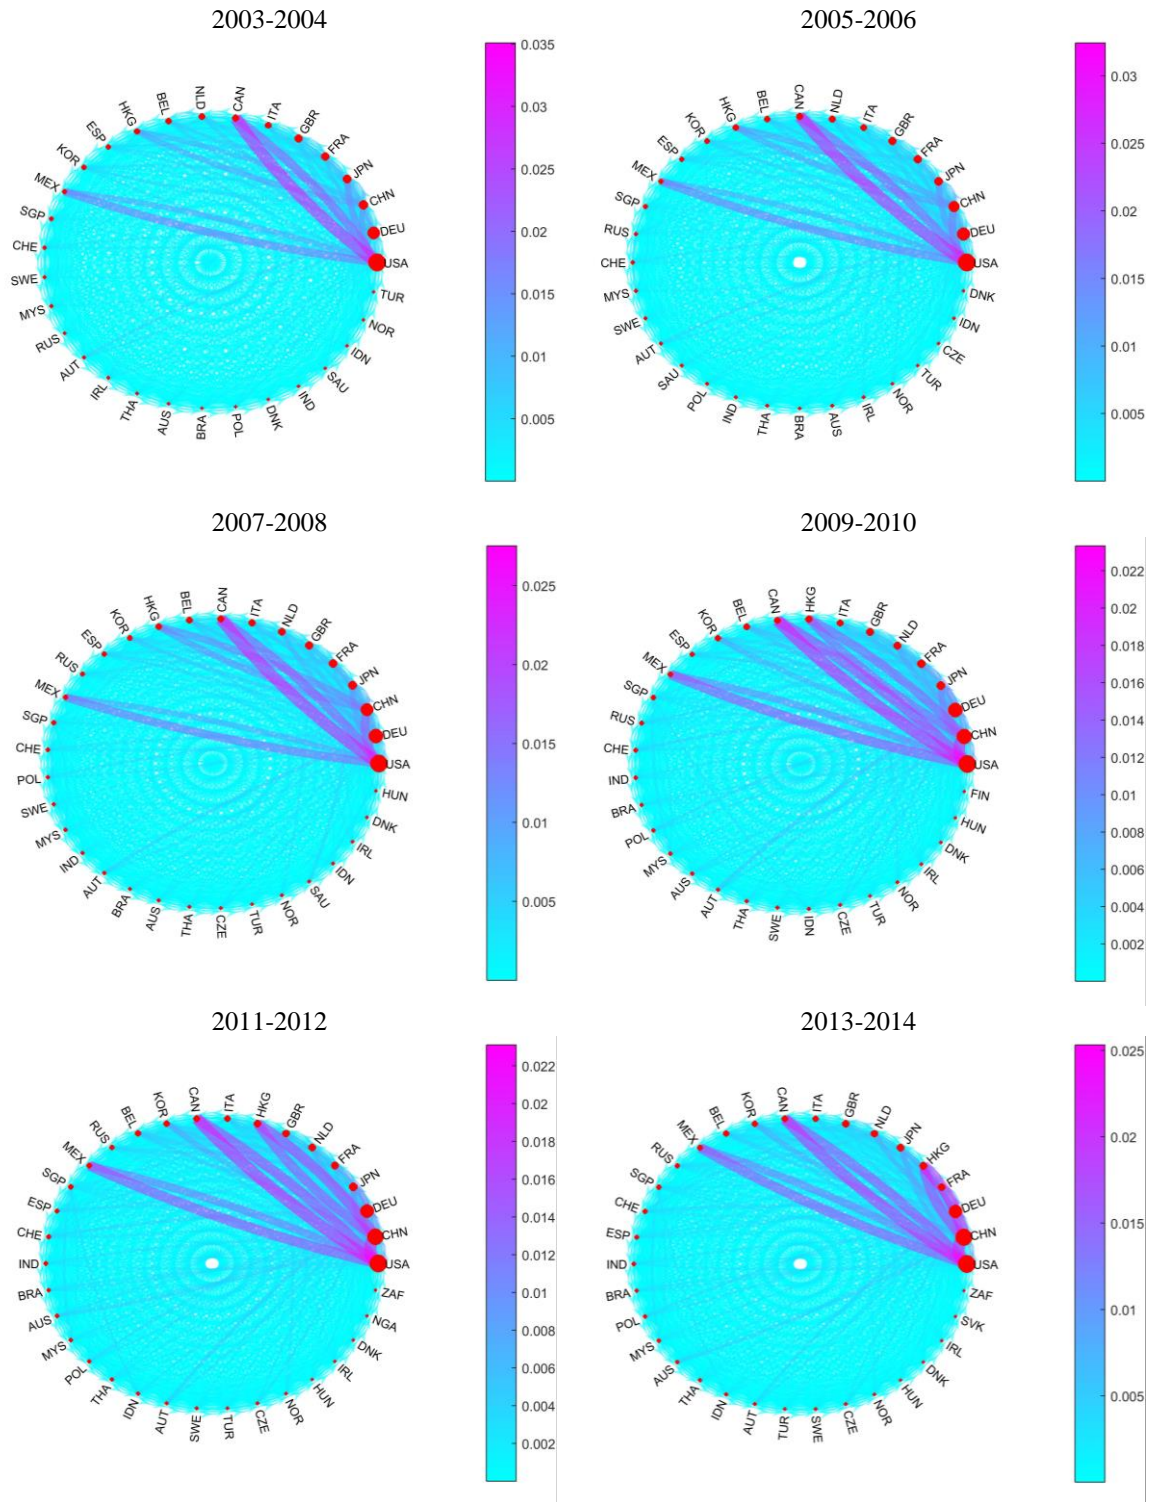 2003-2004
USA
DEU
CHN
JPN
FRA
GBR
ITA
CAN
NLD
BEL
HKG
ESP
KOR
MEX
SGP
CHE
SWE
MYS
RUS
AUT
IRL
THA
AUS
BRA
POL
DNK
IND
SAU
IDN
NOR
TUR
0.035
0.03
0.025
0.02
0.015
0.01
0.005
2005-2006
USA
DEU
CHN
JPN
FRA
GBR
ITA
NLD
CAN
BEL
HKG
KOR
ESP
MEX
SGP
RUS
CHE
MYS
SWE
AUT
SAU
POL
IND
THA
BRA
AUS
IRL
NOR
TUR
CZE
IDN
DNK
0.03
0.025
0.02
0.015
0.01
0.005
2007-2008
USA
DEU
CHN
JPN
FRA
GBR
NLD
ITA
CAN
BEL
HKG
KOR
ESP
RUS
MEX
SGP
CHE
POL
SWE
MYS
IND
AUT
BRA
AUS
THA
CZE
TUR
NOR
SAU
IDN
IRL
DNK
HUN
0.025
0.02
0.015
0.01
0.005
2009-2010
USA
CHN
DEU
JPN
FRA
NLD
GBR
ITA
HKG
CAN
BEL
KOR
ESP
MEX
SGP
RUS
CHE
IND
BRA
POL
MYS
AUS
AUT
THA
SWE
IDN
CZE
TUR
NOR
IRL
DNK
HUN
FIN
0.022
0.02
0.018
0.016
0.014
0.012
0.01
0.008
0.006
0.004
0.002
2011-2012
USA
CHN
DEU
JPN
FRA
NLD
GBR
HKG
ITA
CAN
KOR
BEL
RUS
MEX
SGP
ESP
CHE
IND
BRA
AUS
MYS
POL
THA
IDN
AUT
SWE
TUR
CZE
NOR
HUN
IRL
DNK
NGA
ZAF
0.022
0.02
0.018
0.016
0.014
0.012
0.01
0.008
0.006
0.004
0.002
2013-2014
USA
CHN
DEU
FRA
HKG
JPN
NLD
GBR
ITA
CAN
KOR
BEL
MEX
RUS
SGP
CHE
ESP
IND
BRA
POL
MYS
AUS
THA
IDN
AUT
TUR
SWE
CZE
NOR
HUN
DNK
IRL
SVK
ZAF
0.025
0.02
0.015
0.01
0.005